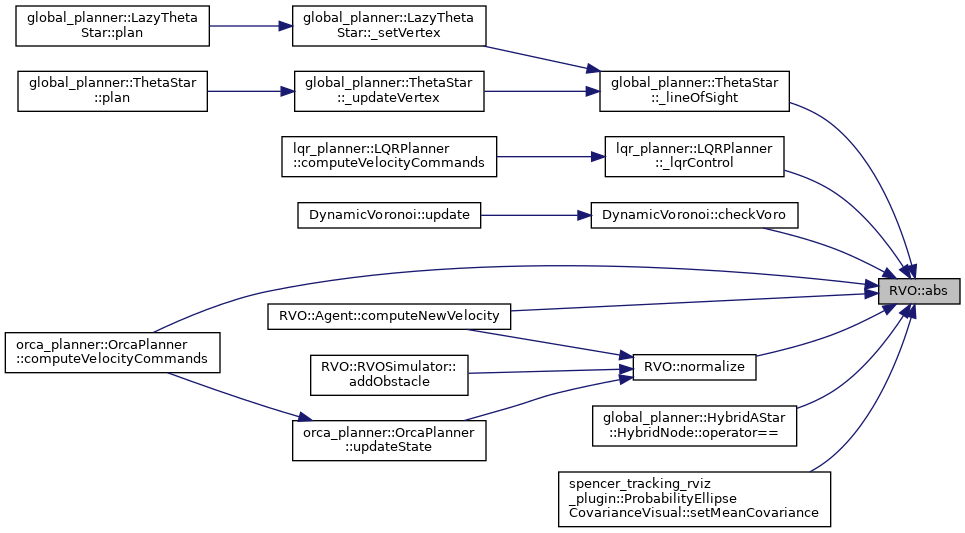 global_planner::LazyTheta
Star::plan
global_planner::LazyTheta
Star::_setVertex
global_planner::ThetaStar
::plan
global_planner::ThetaStar
::_updateVertex
global_planner::ThetaStar
::_lineOfSight
lqr_planner::LQRPlanner
::computeVelocityCommands
lqr_planner::LQRPlanner
::_lqrControl
DynamicVoronoi::update
DynamicVoronoi::checkVoro
RVO::abs
RVO::Agent::computeNewVelocity
orca_planner::OrcaPlanner
::computeVelocityCommands
RVO::RVOSimulator::
addObstacle
RVO::normalize
orca_planner::OrcaPlanner
::updateState
global_planner::HybridAStar
::HybridNode::operator==
spencer_tracking_rviz
_plugin::ProbabilityEllipse
CovarianceVisual::setMeanCovariance